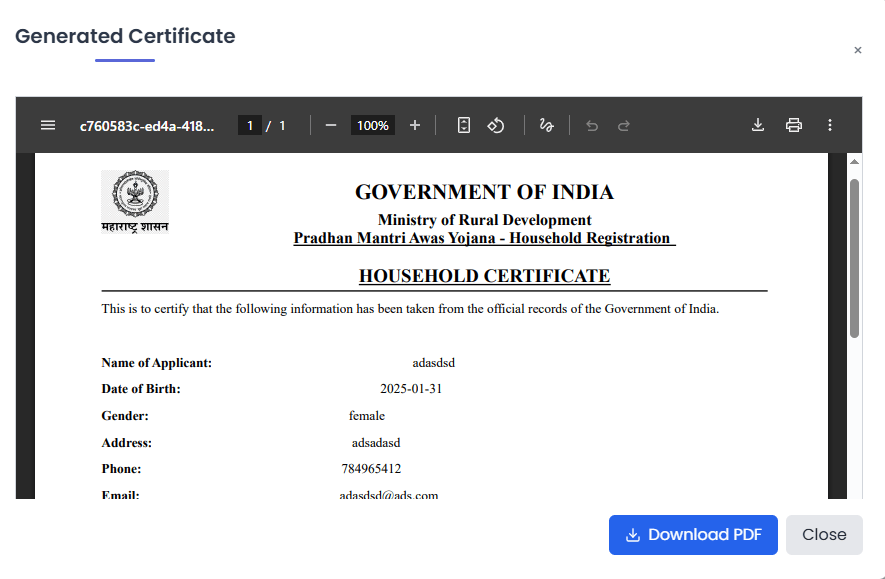 Generated Certificate
×
c760583c-ed4a-418...
1 / 1
100%
महाराष्ट्र शासन
GOVERNMENT OF INDIA
Ministry of Rural Development
Pradhan Mantri Awas Yojana - Household Registration
HOUSEHOLD CERTIFICATE
This is to certify that the following information has been taken from the official records of the Government of India.
Name of Applicant: adasdsd
Date of Birth: 2025-01-31
Gender: female
Address: adsadasd
Phone: 784965412
Email: adasdsd@ads.com
Download PDF
Close